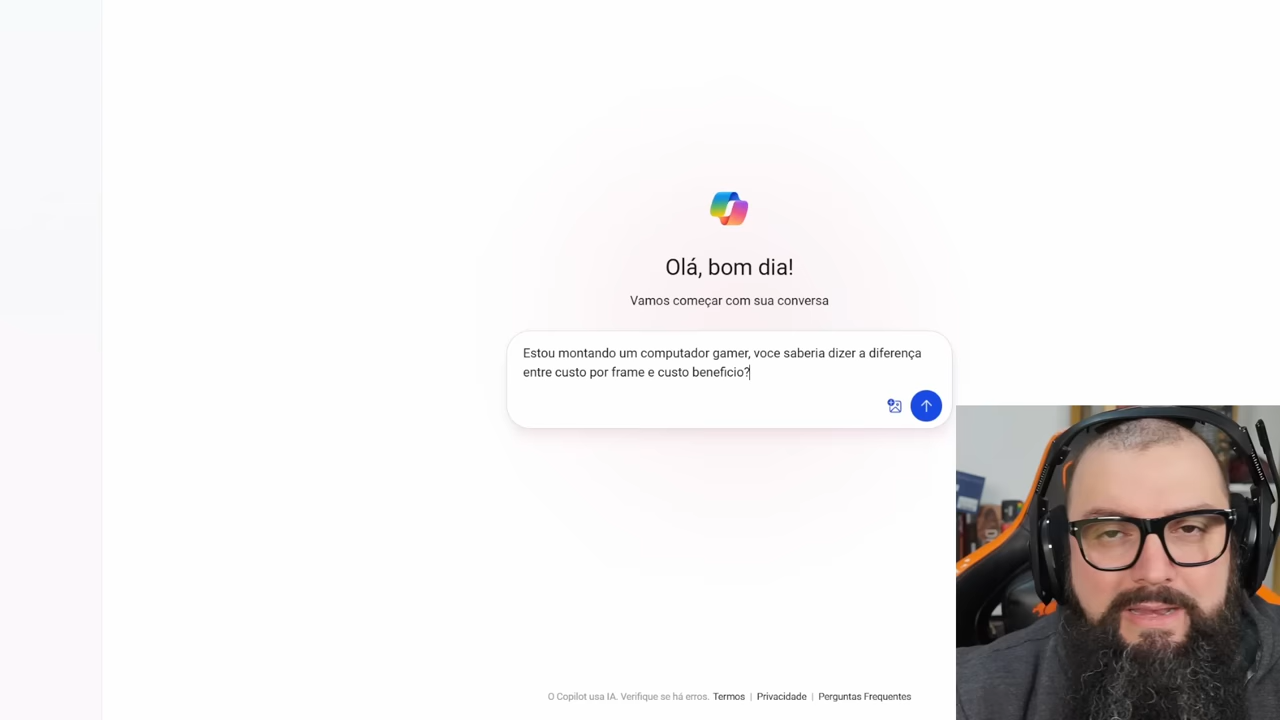 Olá, bom dia!
Vamos começar com sua conversa
Estou montando um computador gamer, voce saberia dizer a diferença
entre custo por frame e custo beneficio?
O Copilot usa IA. Verifique se há erros. Termos | Privacidade | Perguntas Frequentes